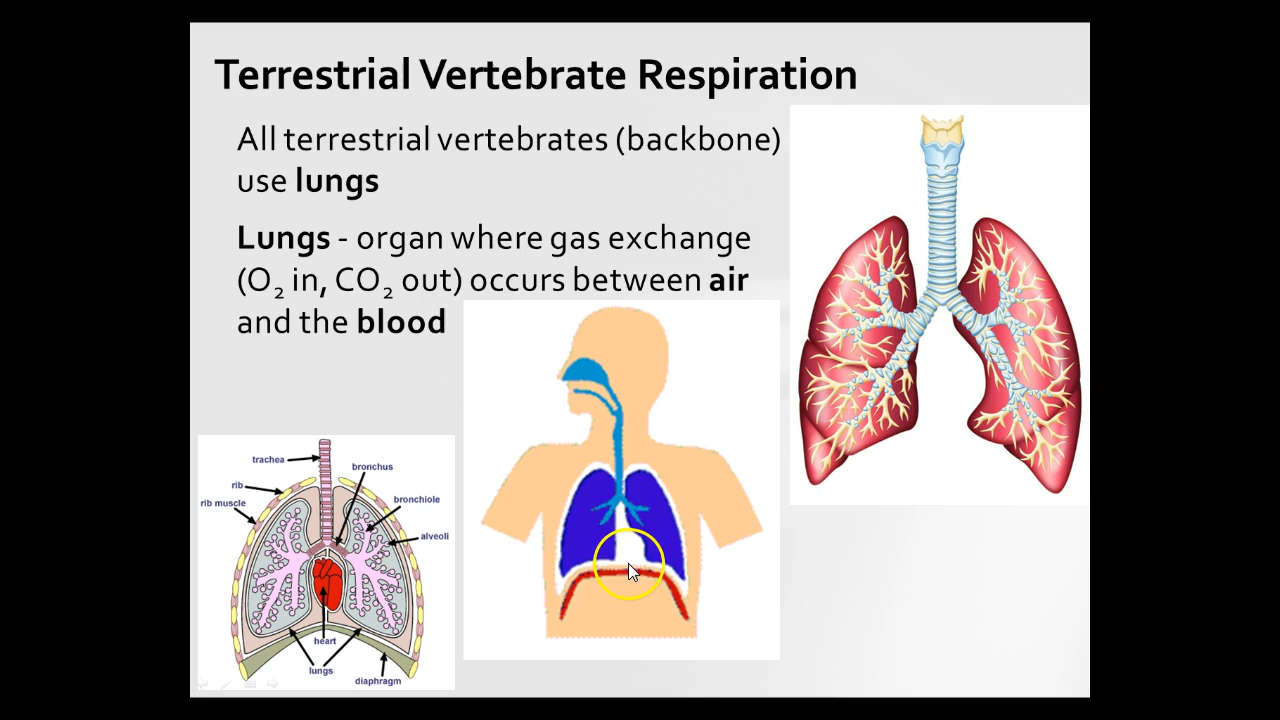 Terrestrial Vertebrate Respiration
All terrestrial vertebrates (backbone)
use lungs
Lungs - organ where gas exchange
(O₂ in, CO₂ out) occurs between air
and the blood
trachea
bronchus
rib
rib muscle
bronchiole
alveoli
heart
lungs
diaphragm